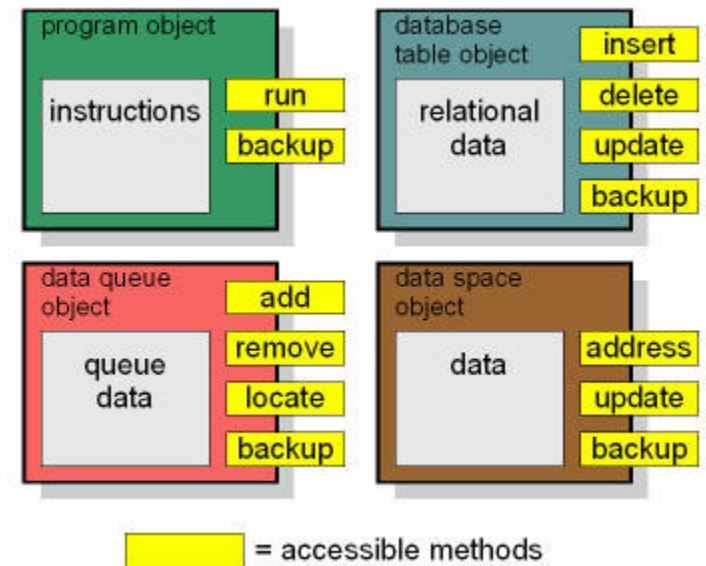 program object
instructions
run
backup
database
table object
relational
data
insert
delete
update
backup
data queue
object
queue
data
add
remove
locate
backup
data space
object
data
address
update
backup
= accessible methods